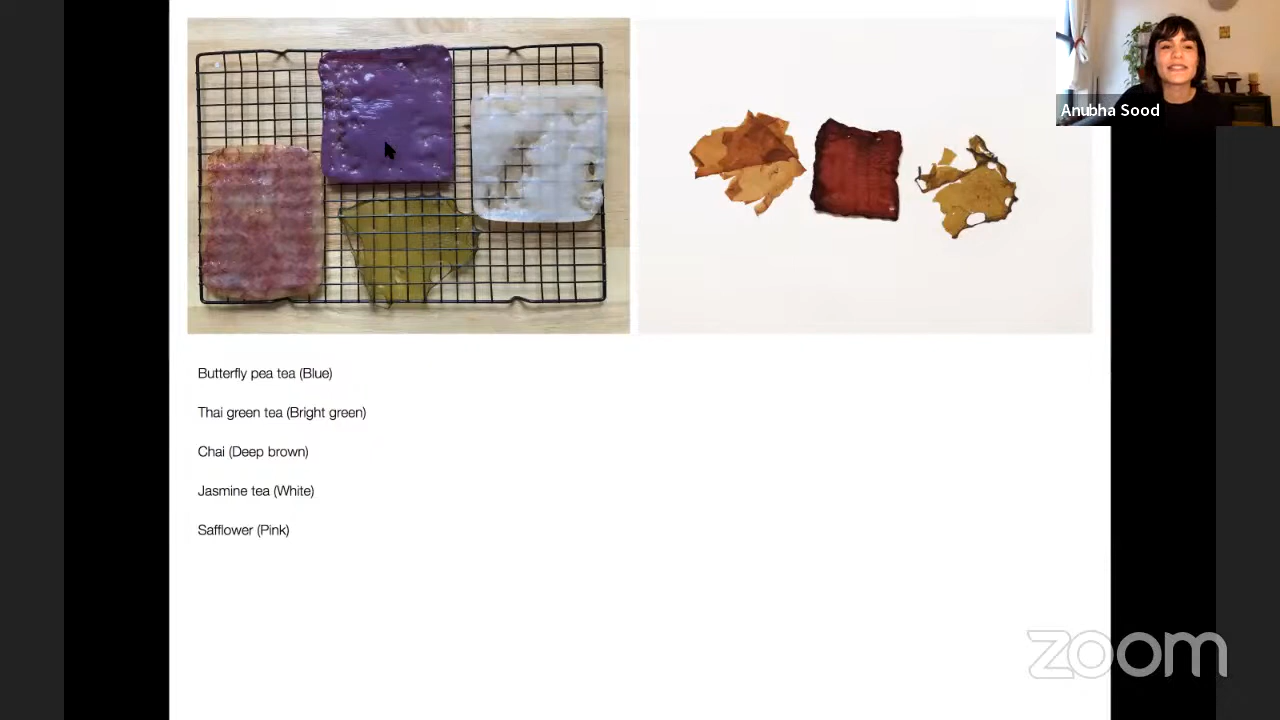 Anubha Sood
Butterfly pea tea (Blue)
Thai green tea (Bright green)
Chai (Deep brown)
Jasmine tea (White)
Safflower (Pink)
zoom